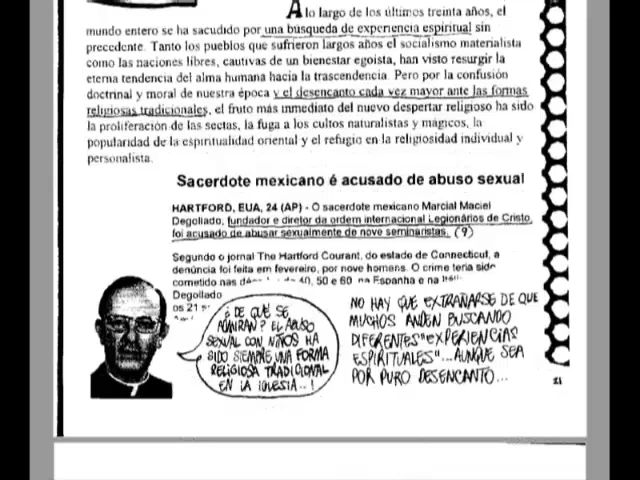 A lo largo de los últimos treinta años, el
mundo entero se ha sacudido por una búsqueda de experiencia espiritual sin
precedente. Tanto los pueblos que sufrieron largos años el socialismo materialista
como las naciones libres, cautivas de un bienestar egoista, han visto resurgir la
eterna tendencia del alma humana hacia la trascendencia. Pero por la confusión
doctrinal y moral de nuestra época y el desencanto cada vez mayor ante las formas
religiosas tradicionales, el fruto más inmediato del nuevo despertar religioso ha sido
la proliferación de las sectas, la fuga a los cultos naturalistas y mágicos, la
popularidad de la espiritualidad oriental y el refugio en la religiosidad individual y
personalista.
Sacerdote mexicano é acusado de abuso sexual
HARTFORD, EUA, 24 (AP) - O sacerdote mexicano Marcial Maciel
Degollado, fundador e diretor da ordem internacional Legionários de Cristo,
foi acusado de abusar sexualmente de nove seminaristas. (9)
Segundo o jornal The Hartford Courant, do estado de Connecticut, a
denúncia foi feita em fevereiro, por nove homens. O crime teria sido
cometido nas 40, 50 e 60 na Espanha e na
Degollado
os 21
¿DE QUÉ SE
ADMIRAN? EL ABUSO
SEXUAL CON NIÑOS HA
SIDO SIEMPRE UNA FORMA
RELIGIOSA TRADICIONAL
EN LA IGLESIA..!
NO HAY QUE EXTRAÑARSE DE QUE
MUCHOS ANDEN BUSCANDO
DIFERENTES "EXPERIENCIAS
ESPIRITUALES"... AUNQUE SEA
POR PURO DESENCANTO...